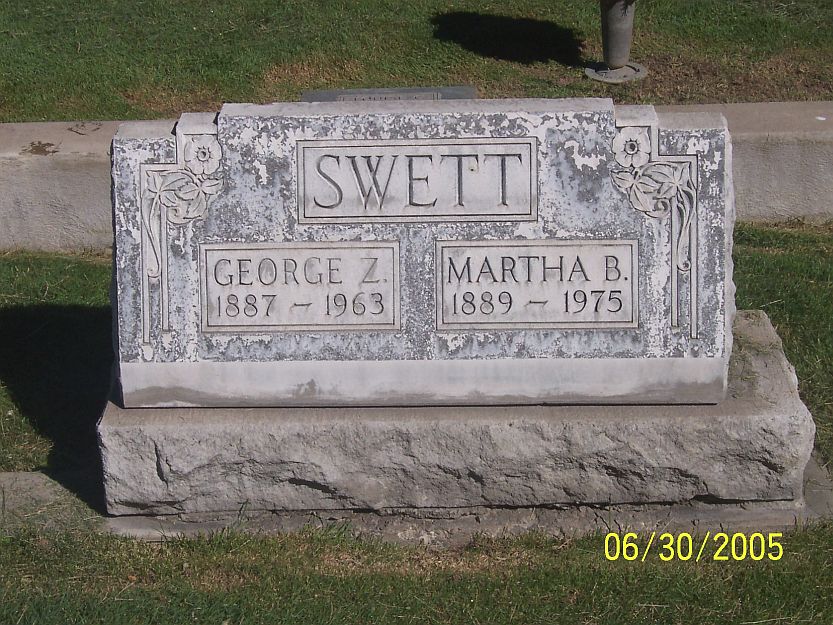 SWETT
GEORGE Z.
1887 – 1963
MARTHA B.
1889 – 1975
06/30/2005